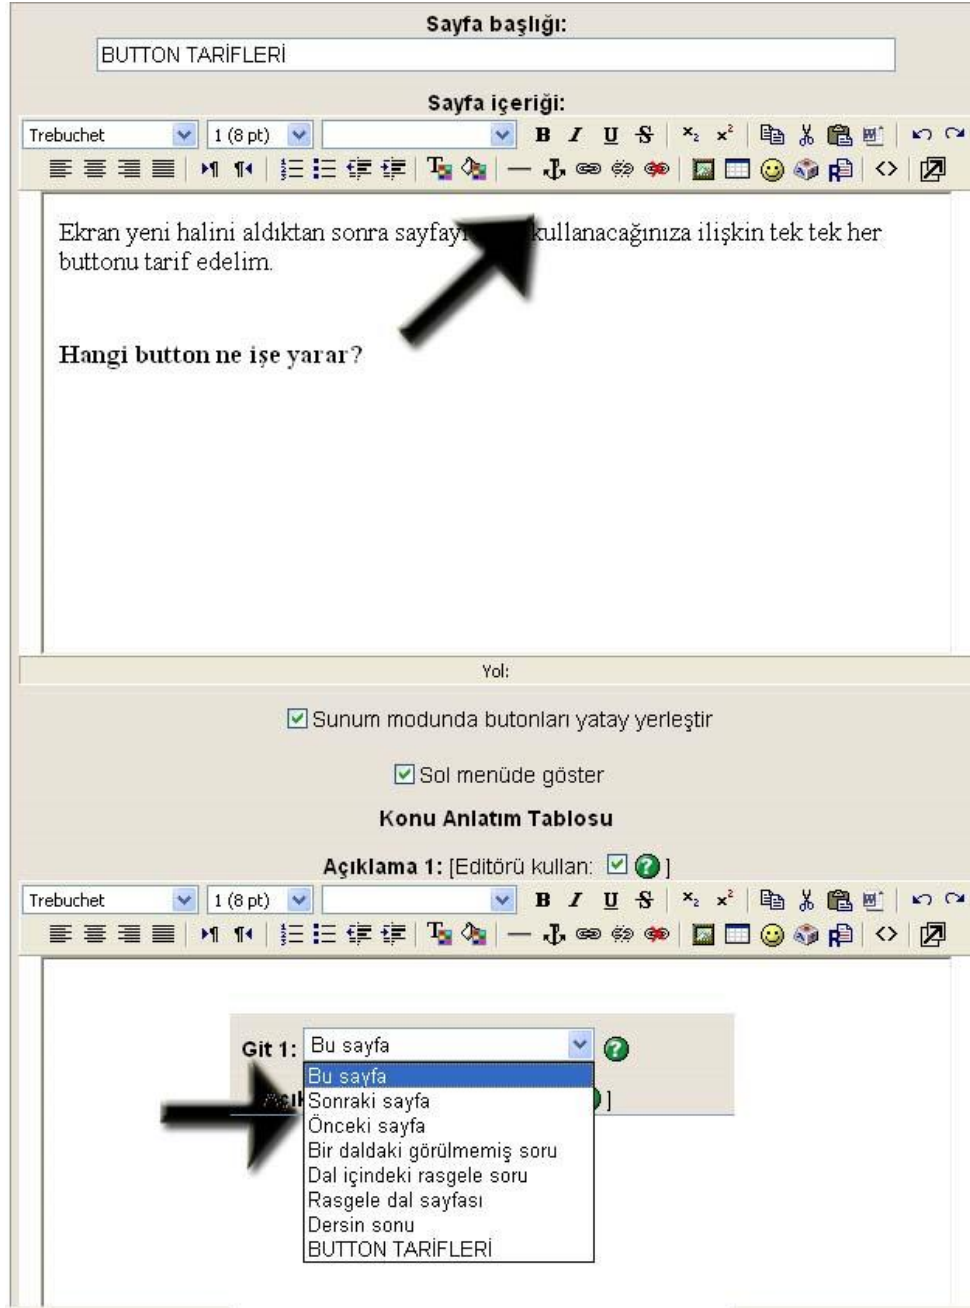 Sayfa başlığı:
BUTTON TARİFLERİ
Sayfa içeriği:
Trebuchet 1 (8 pt) B I U S
Ekran yeni halini aldıktan sonra sayfayı kullanacağınıza ilişkin tek tek her
buttonu tarif edelim.
Hangi button ne işe yarar?
Yol:
Sunum modunda butonları yatay yerleştir
Sol menüde göster
Konu Anlatım Tablosu
Açıklama 1: [Editörü kullan: ? ]
Trebuchet 1 (8 pt) B I U S
Git 1: Bu sayfa ?
Bu sayfa
Sonraki sayfa
Önceki sayfa
Bir daldaki görülmemiş soru
Dal içindeki rasgele soru
Rasgele dal sayfası
Dersin sonu
BUTTON TARİFLERİ